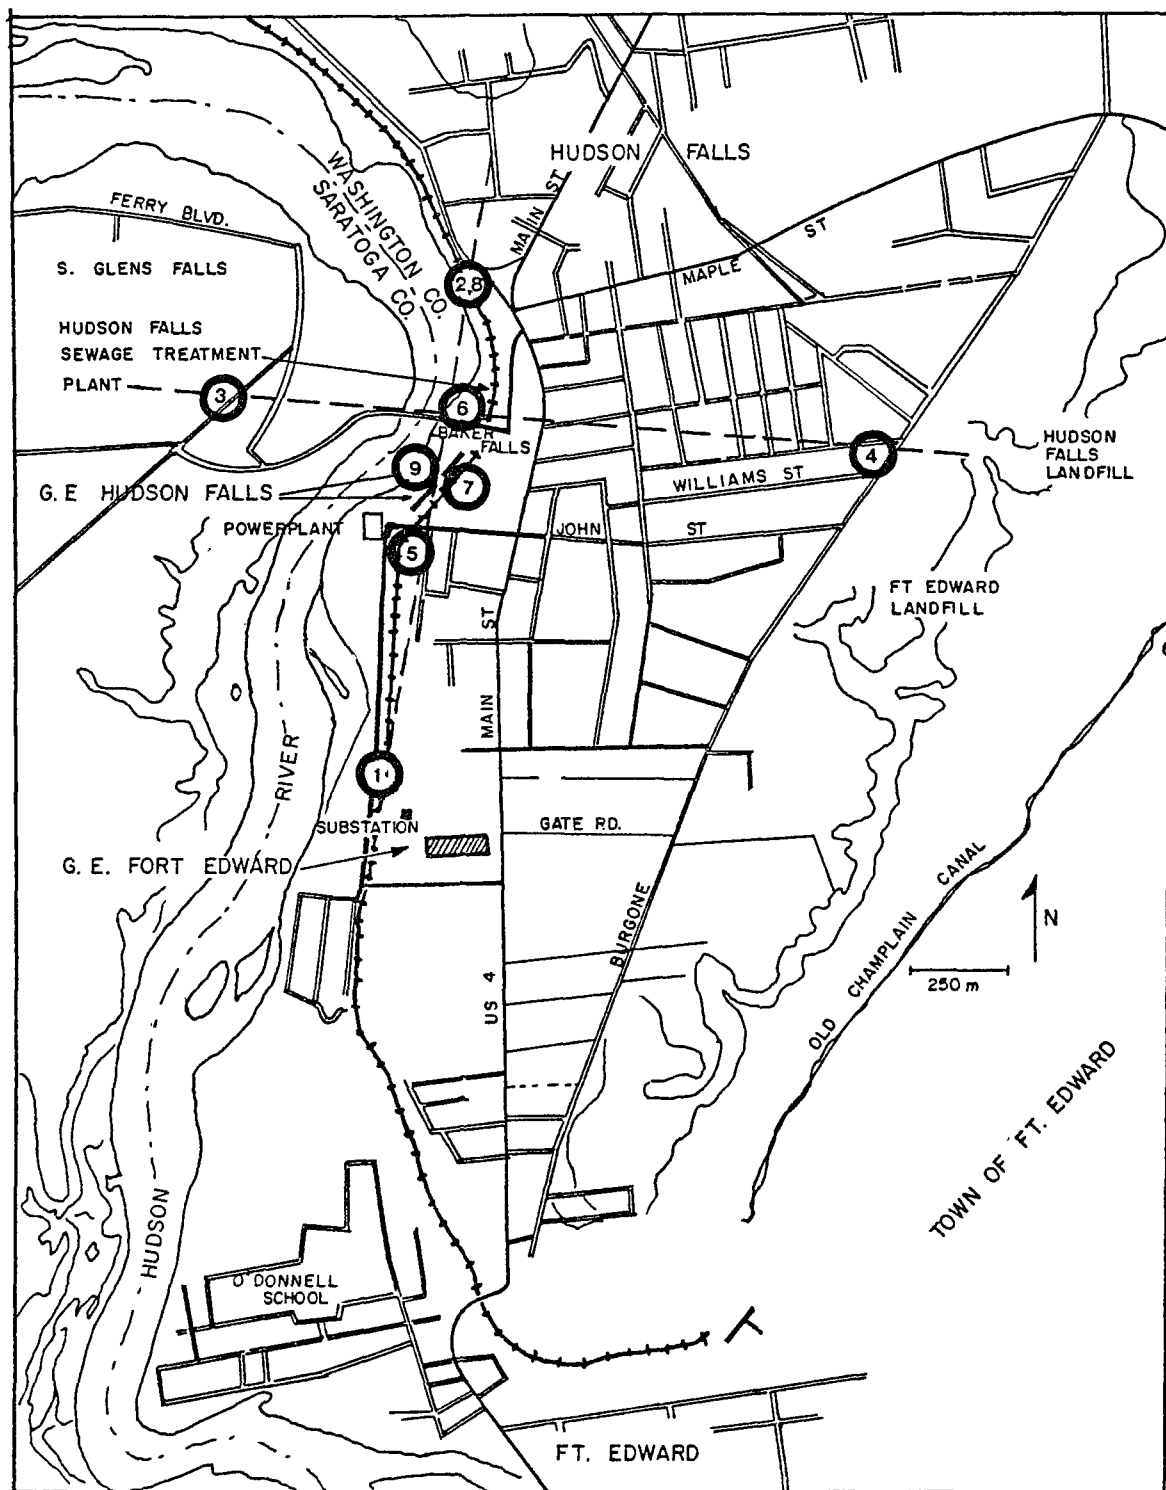 HUDSON FALLS
WASHINGTON CO.
SARATOGA CO.
MAIN ST
FERRY BLVD.
MAPLE ST
S. GLENS FALLS
2,8
HUDSON FALLS
SEWAGE TREATMENT
PLANT
3
6
BAKER
FALLS
4
HUDSON
FALLS
LANDFILL
9
7
WILLIAMS ST
G.E HUDSON FALLS
POWERPLANT
JOHN ST
5
FT EDWARD
LANDFILL
MAIN ST
RIVER
1
SUBSTATION
GATE RD.
G. E. FORT EDWARD
BURGONE
OLD CHAMPLAIN CANAL
N
250 m
US 4
TOWN OF FT. EDWARD
HUDSON
O'DONNELL
SCHOOL
FT. EDWARD